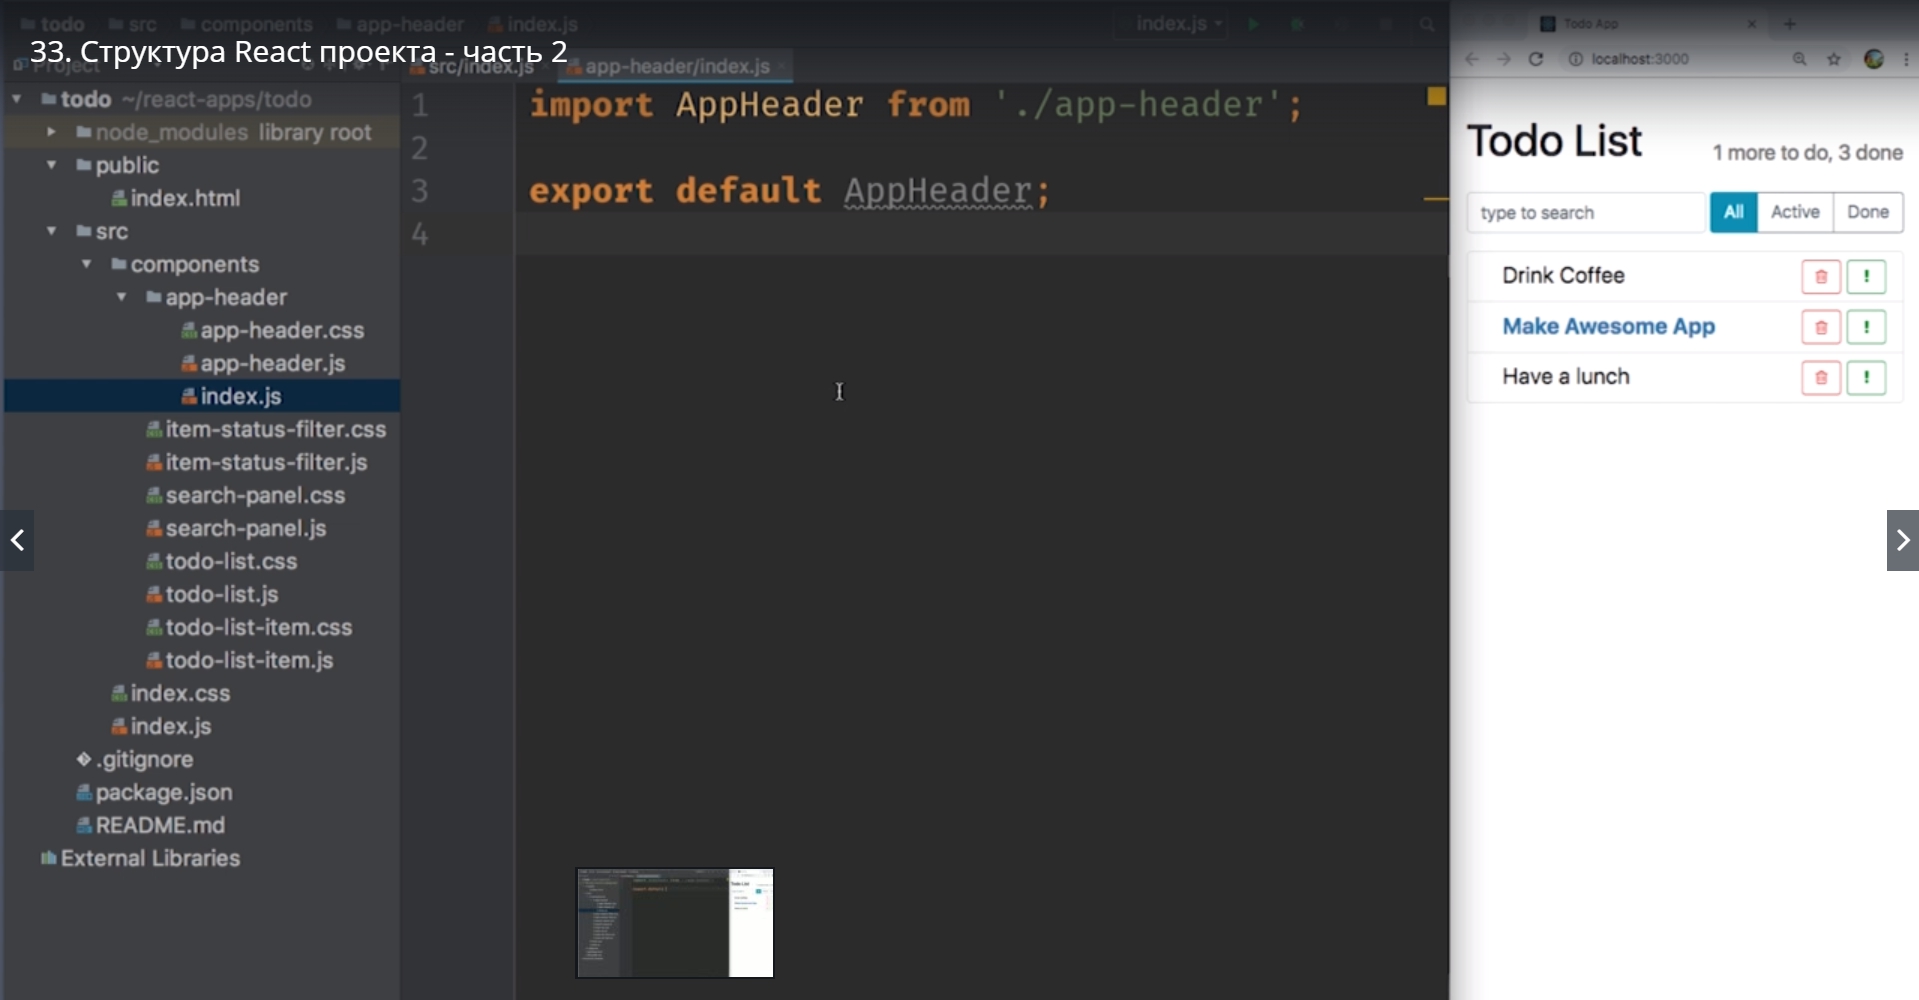 todo src components app-header index.js
index.js
33. Структура React проекта - часть 2
Project
src/index.js
app-header/index.js
todo ~/react-apps/todo
node_modules library root
public
index.html
src
components
app-header
app-header.css
app-header.js
index.js
item-status-filter.css
item-status-filter.js
search-panel.css
search-panel.js
todo-list.css
todo-list.js
todo-list-item.css
todo-list-item.js
index.css
index.js
.gitignore
package.json
README.md
External Libraries
1 import AppHeader from './app-header';
2
3 export default AppHeader;
4
Todo App
localhost:3000
Todo List
1 more to do, 3 done
type to search
All Active Done
Drink Coffee
Make Awesome App
Have a lunch